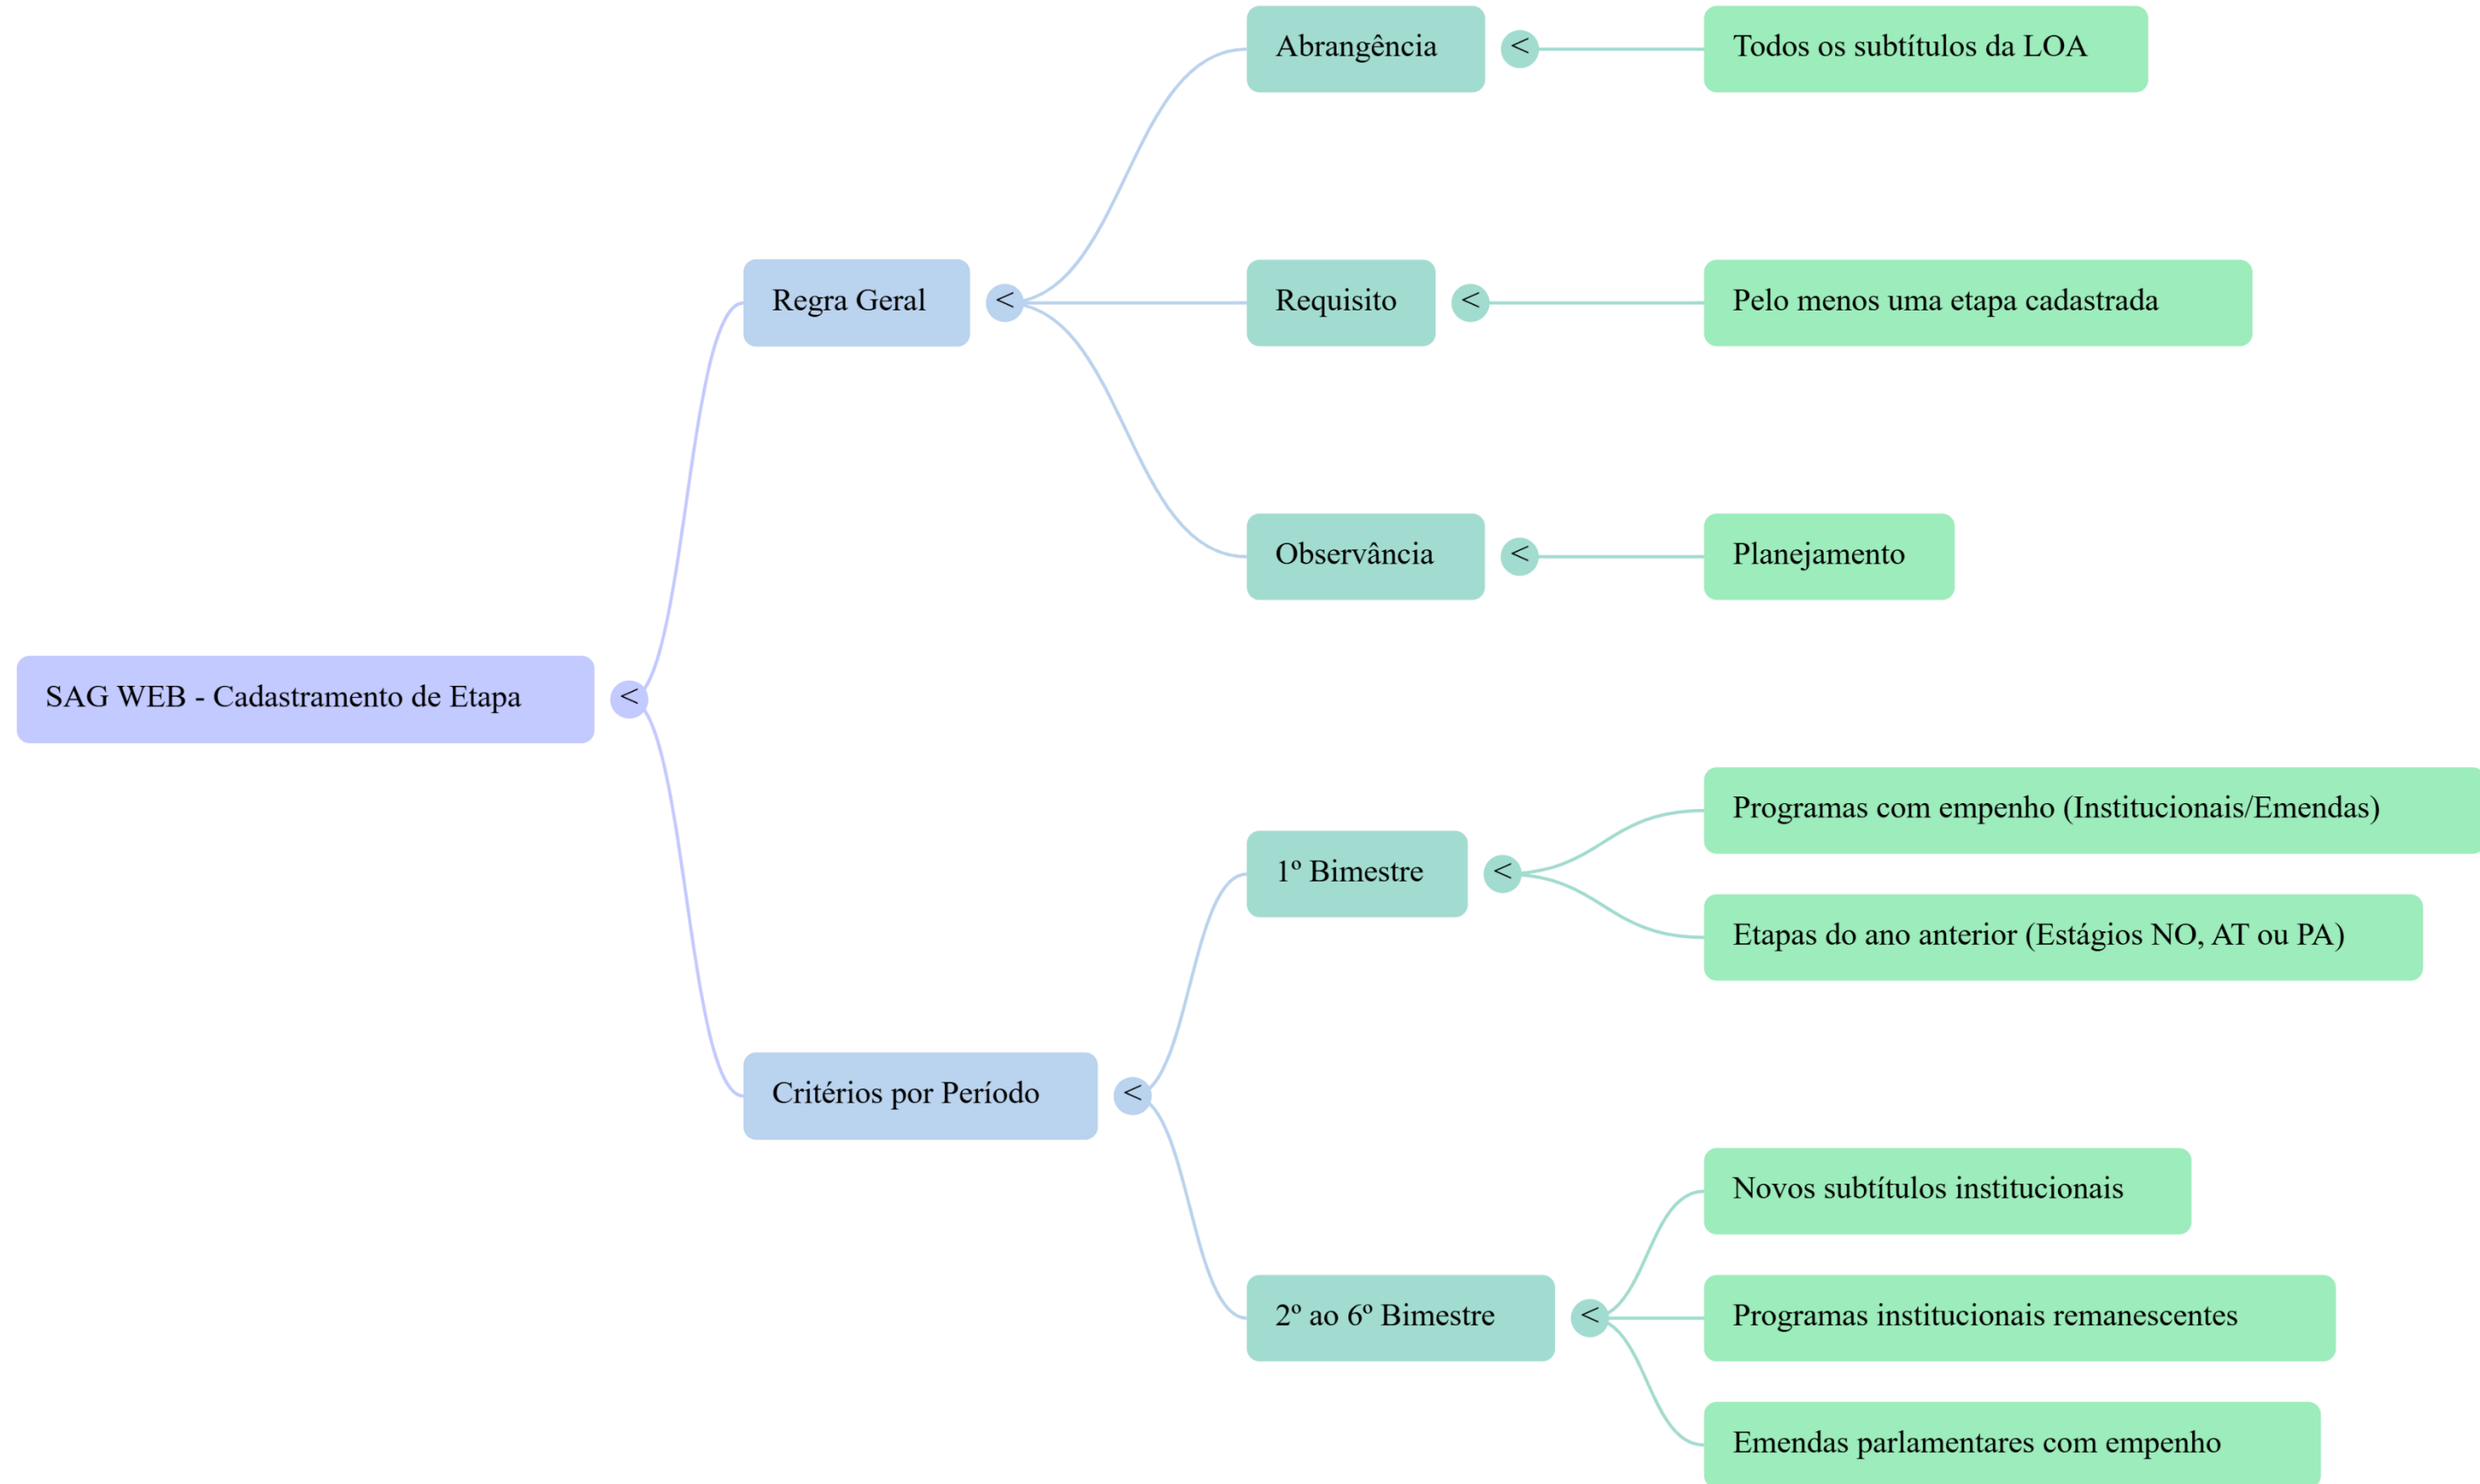 SAG WEB - Cadastramento de Etapa
<
Regra Geral
<
Abrangência
<
Todos os subtítulos da LOA
Requisito
<
Pelo menos uma etapa cadastrada
Observância
<
Planejamento
Critérios por Período
<
1º Bimestre
<
Programas com empenho (Institucionais/Emendas)
Etapas do ano anterior (Estágios NO, AT ou PA)
2º ao 6º Bimestre
<
Novos subtítulos institucionais
Programas institucionais remanescentes
Emendas parlamentares com empenho